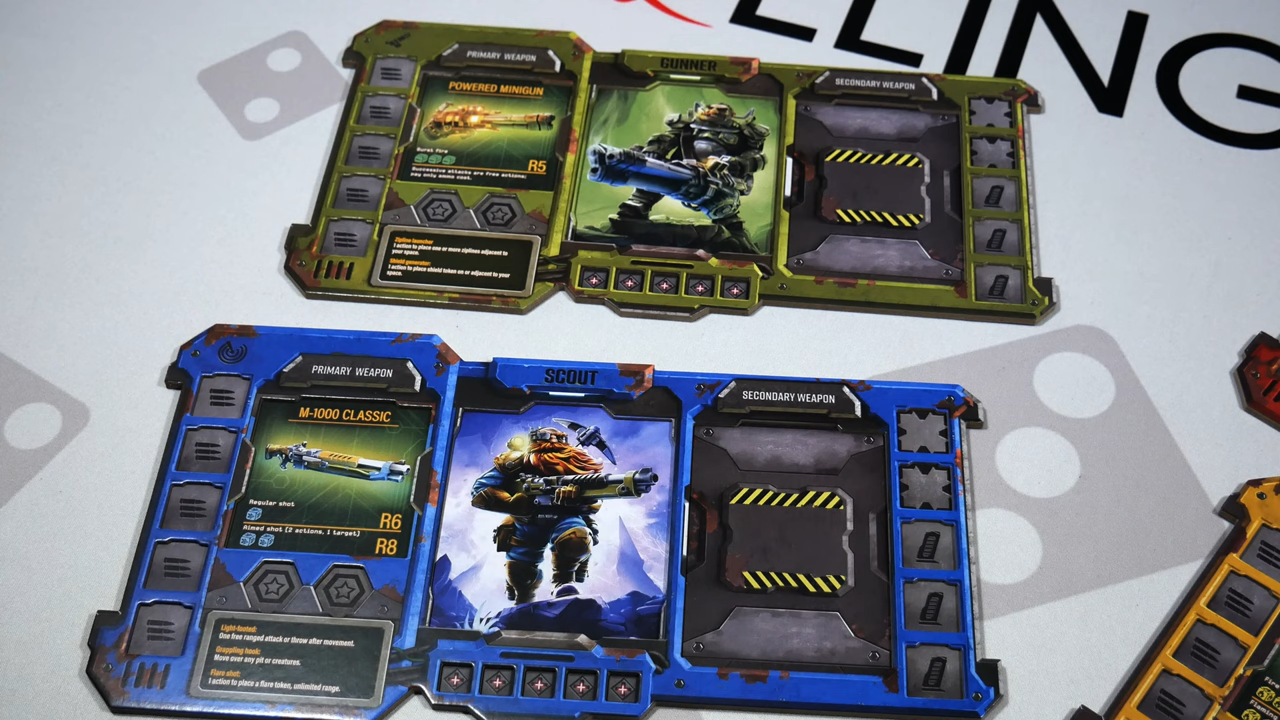 LLING
PRIMARY WEAPON
GUNNER
SECONDARY WEAPON
POWERED MINIGUN
Burst fire
R5
Successive attacks are free actions;
pay only ammo cost.
Zipline launcher
1 action to place one or more ziplines adjacent to
your space.
Shield generator:
1 action to place shield token on or adjacent to your
space.
PRIMARY WEAPON
SCOUT
SECONDARY WEAPON
M-1000 CLASSIC
Regular shot
R6
Aimed shot (2 actions, 1 target)
R8
Light-footed:
One free ranged attack or throw after movement.
Grappling hook:
Move over any pit or creatures.
Flare shot:
1 action to place a flare token, unlimited range.
Fire